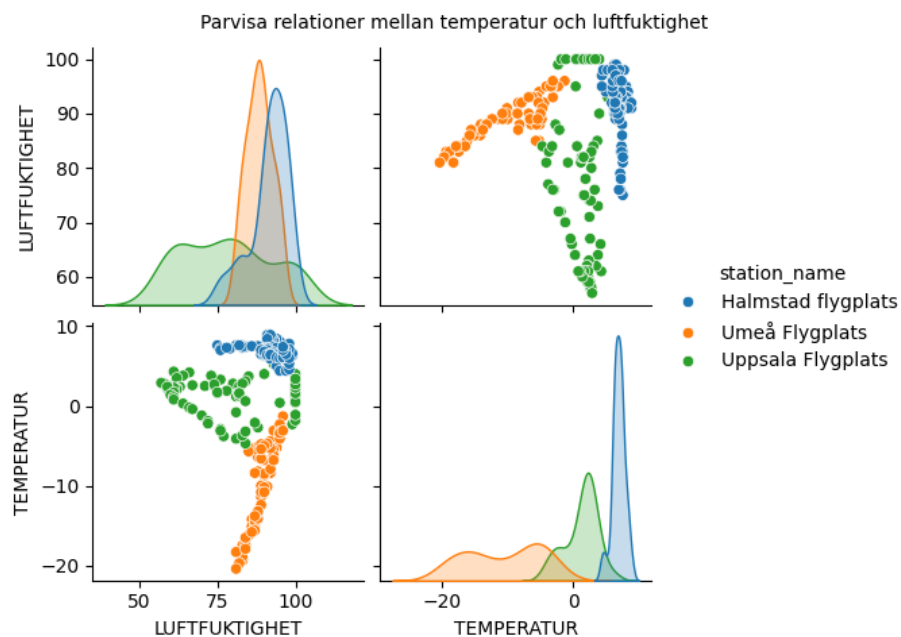 Parvisa relationer mellan temperatur och luftfuktighet
100
90
80
70
60
LUFTFUKTIGHET
station_name
Halmstad flygplats
Umeå Flygplats
Uppsala Flygplats
10
0
−10
−20
TEMPERATUR
50 75 100
LUFTFUKTIGHET
−20 0
TEMPERATUR